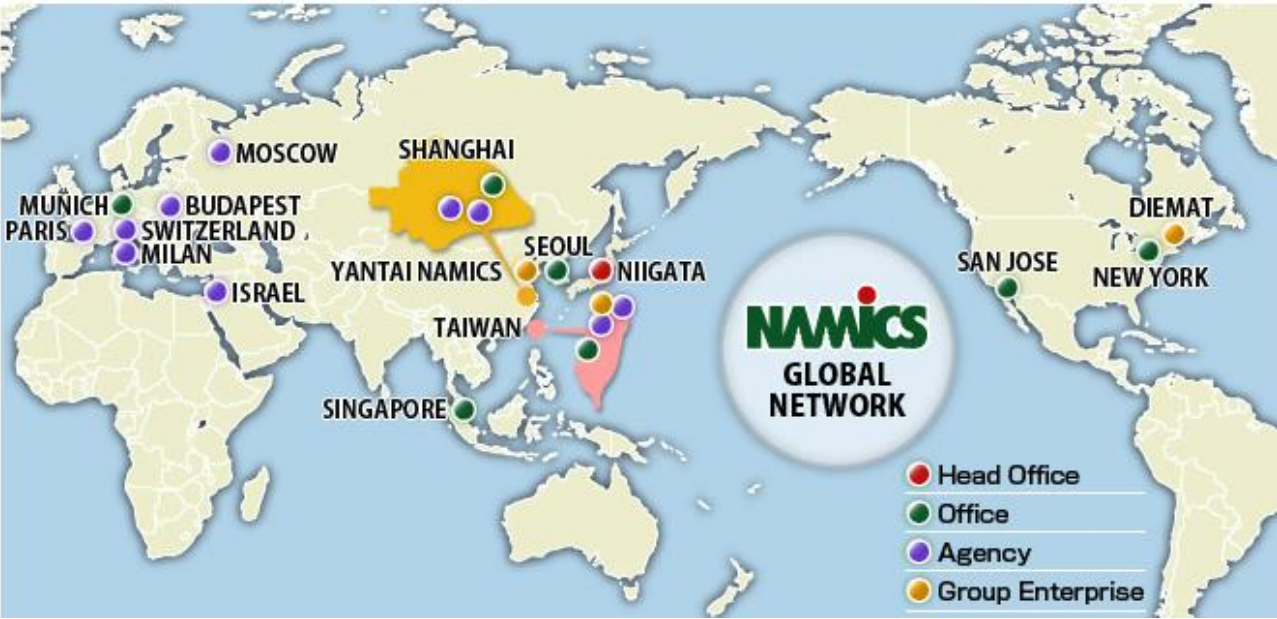 MOSCOW
SHANGHAI
MUNICH
BUDAPEST
PARIS
SWITZERLAND
MILAN
ISRAEL
SEOUL
YANTAI NAMICS
NIIGATA
TAIWAN
SINGAPORE
DIEMAT
SAN JOSE
NEW YORK
NAMICS
GLOBAL
NETWORK
Head Office
Office
Agency
Group Enterprise